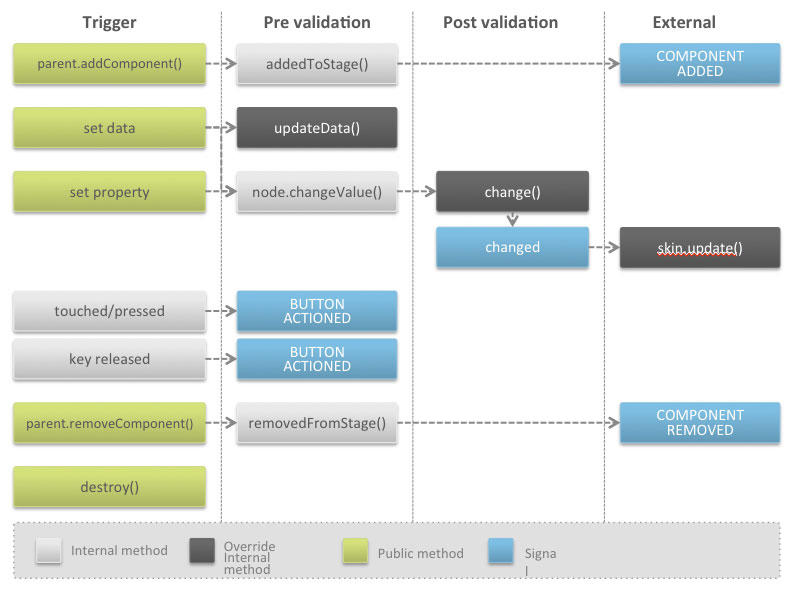 Trigger
Pre validation
Post validation
External
parent.addComponent()
addedToStage()
COMPONENT
ADDED
set data
updateData()
set property
node.changeValue()
change()
changed
skin.update()
touched/pressed
BUTTON
ACTIONED
key released
BUTTON
ACTIONED
parent.removeComponent()
removedFromStage()
COMPONENT
REMOVED
destroy()
Internal method
Override
Internal
method
Public method
Signa
l